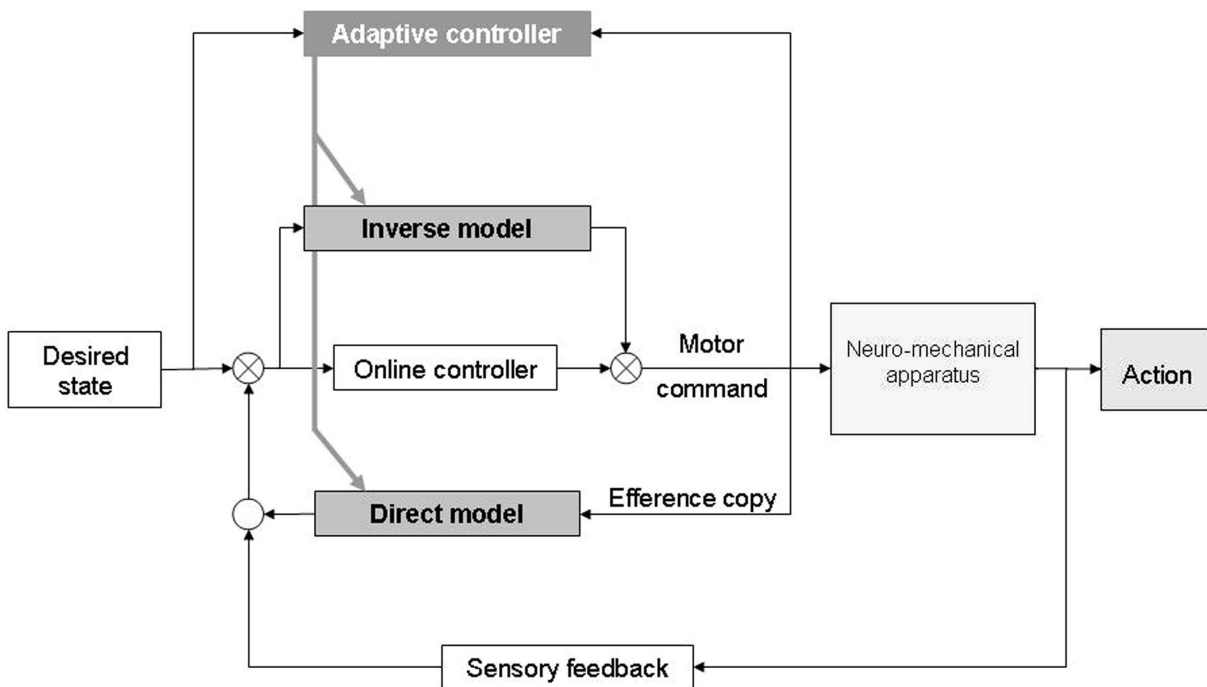 Adaptive controller
Inverse model
Desired
state
Online controller
Motor
command
Neuro-mechanical
apparatus
Action
Direct model
Efference copy
Sensory feedback